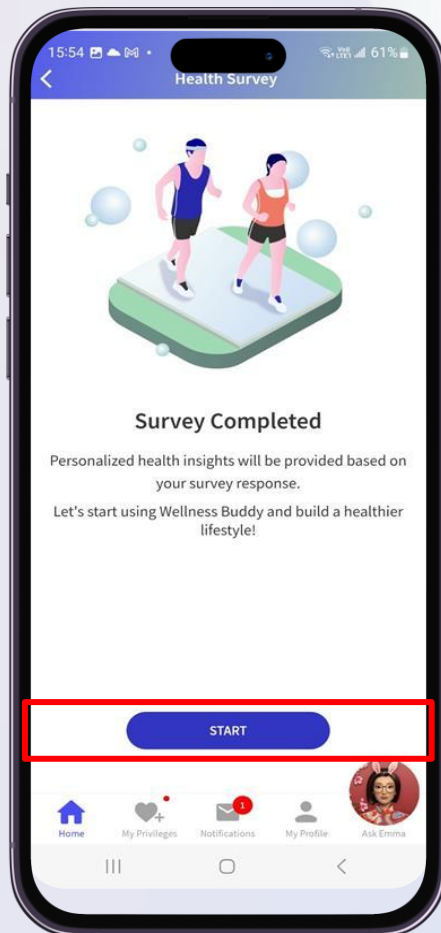 15:54 61%
Health Survey
Survey Completed
Personalized health insights will be provided based on
your survey response.
Let's start using Wellness Buddy and build a healthier
lifestyle!
START
1
Home My Privileges Notifications My Profile Ask Emma